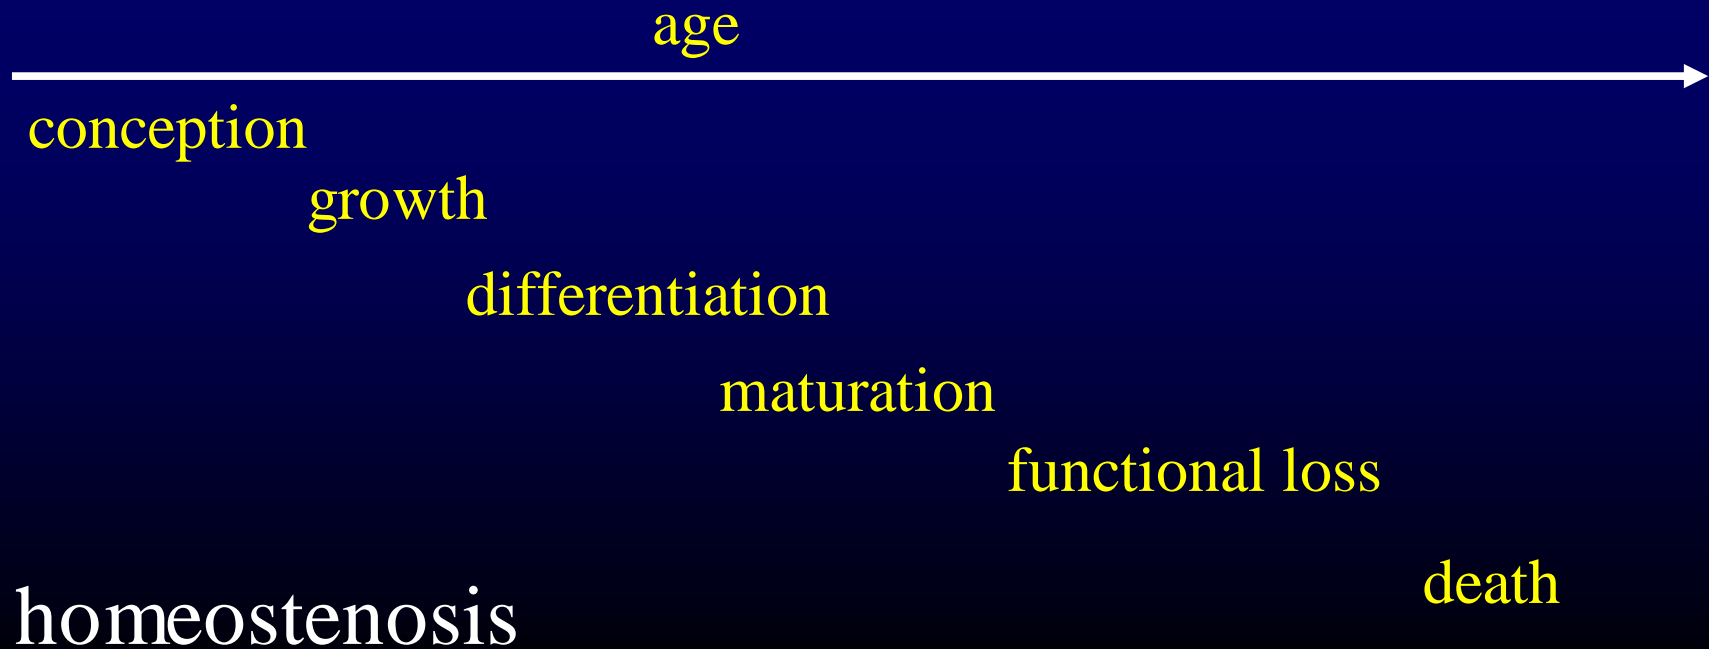 age
conception
growth
differentiation
maturation
functional loss
death
homeostenosis